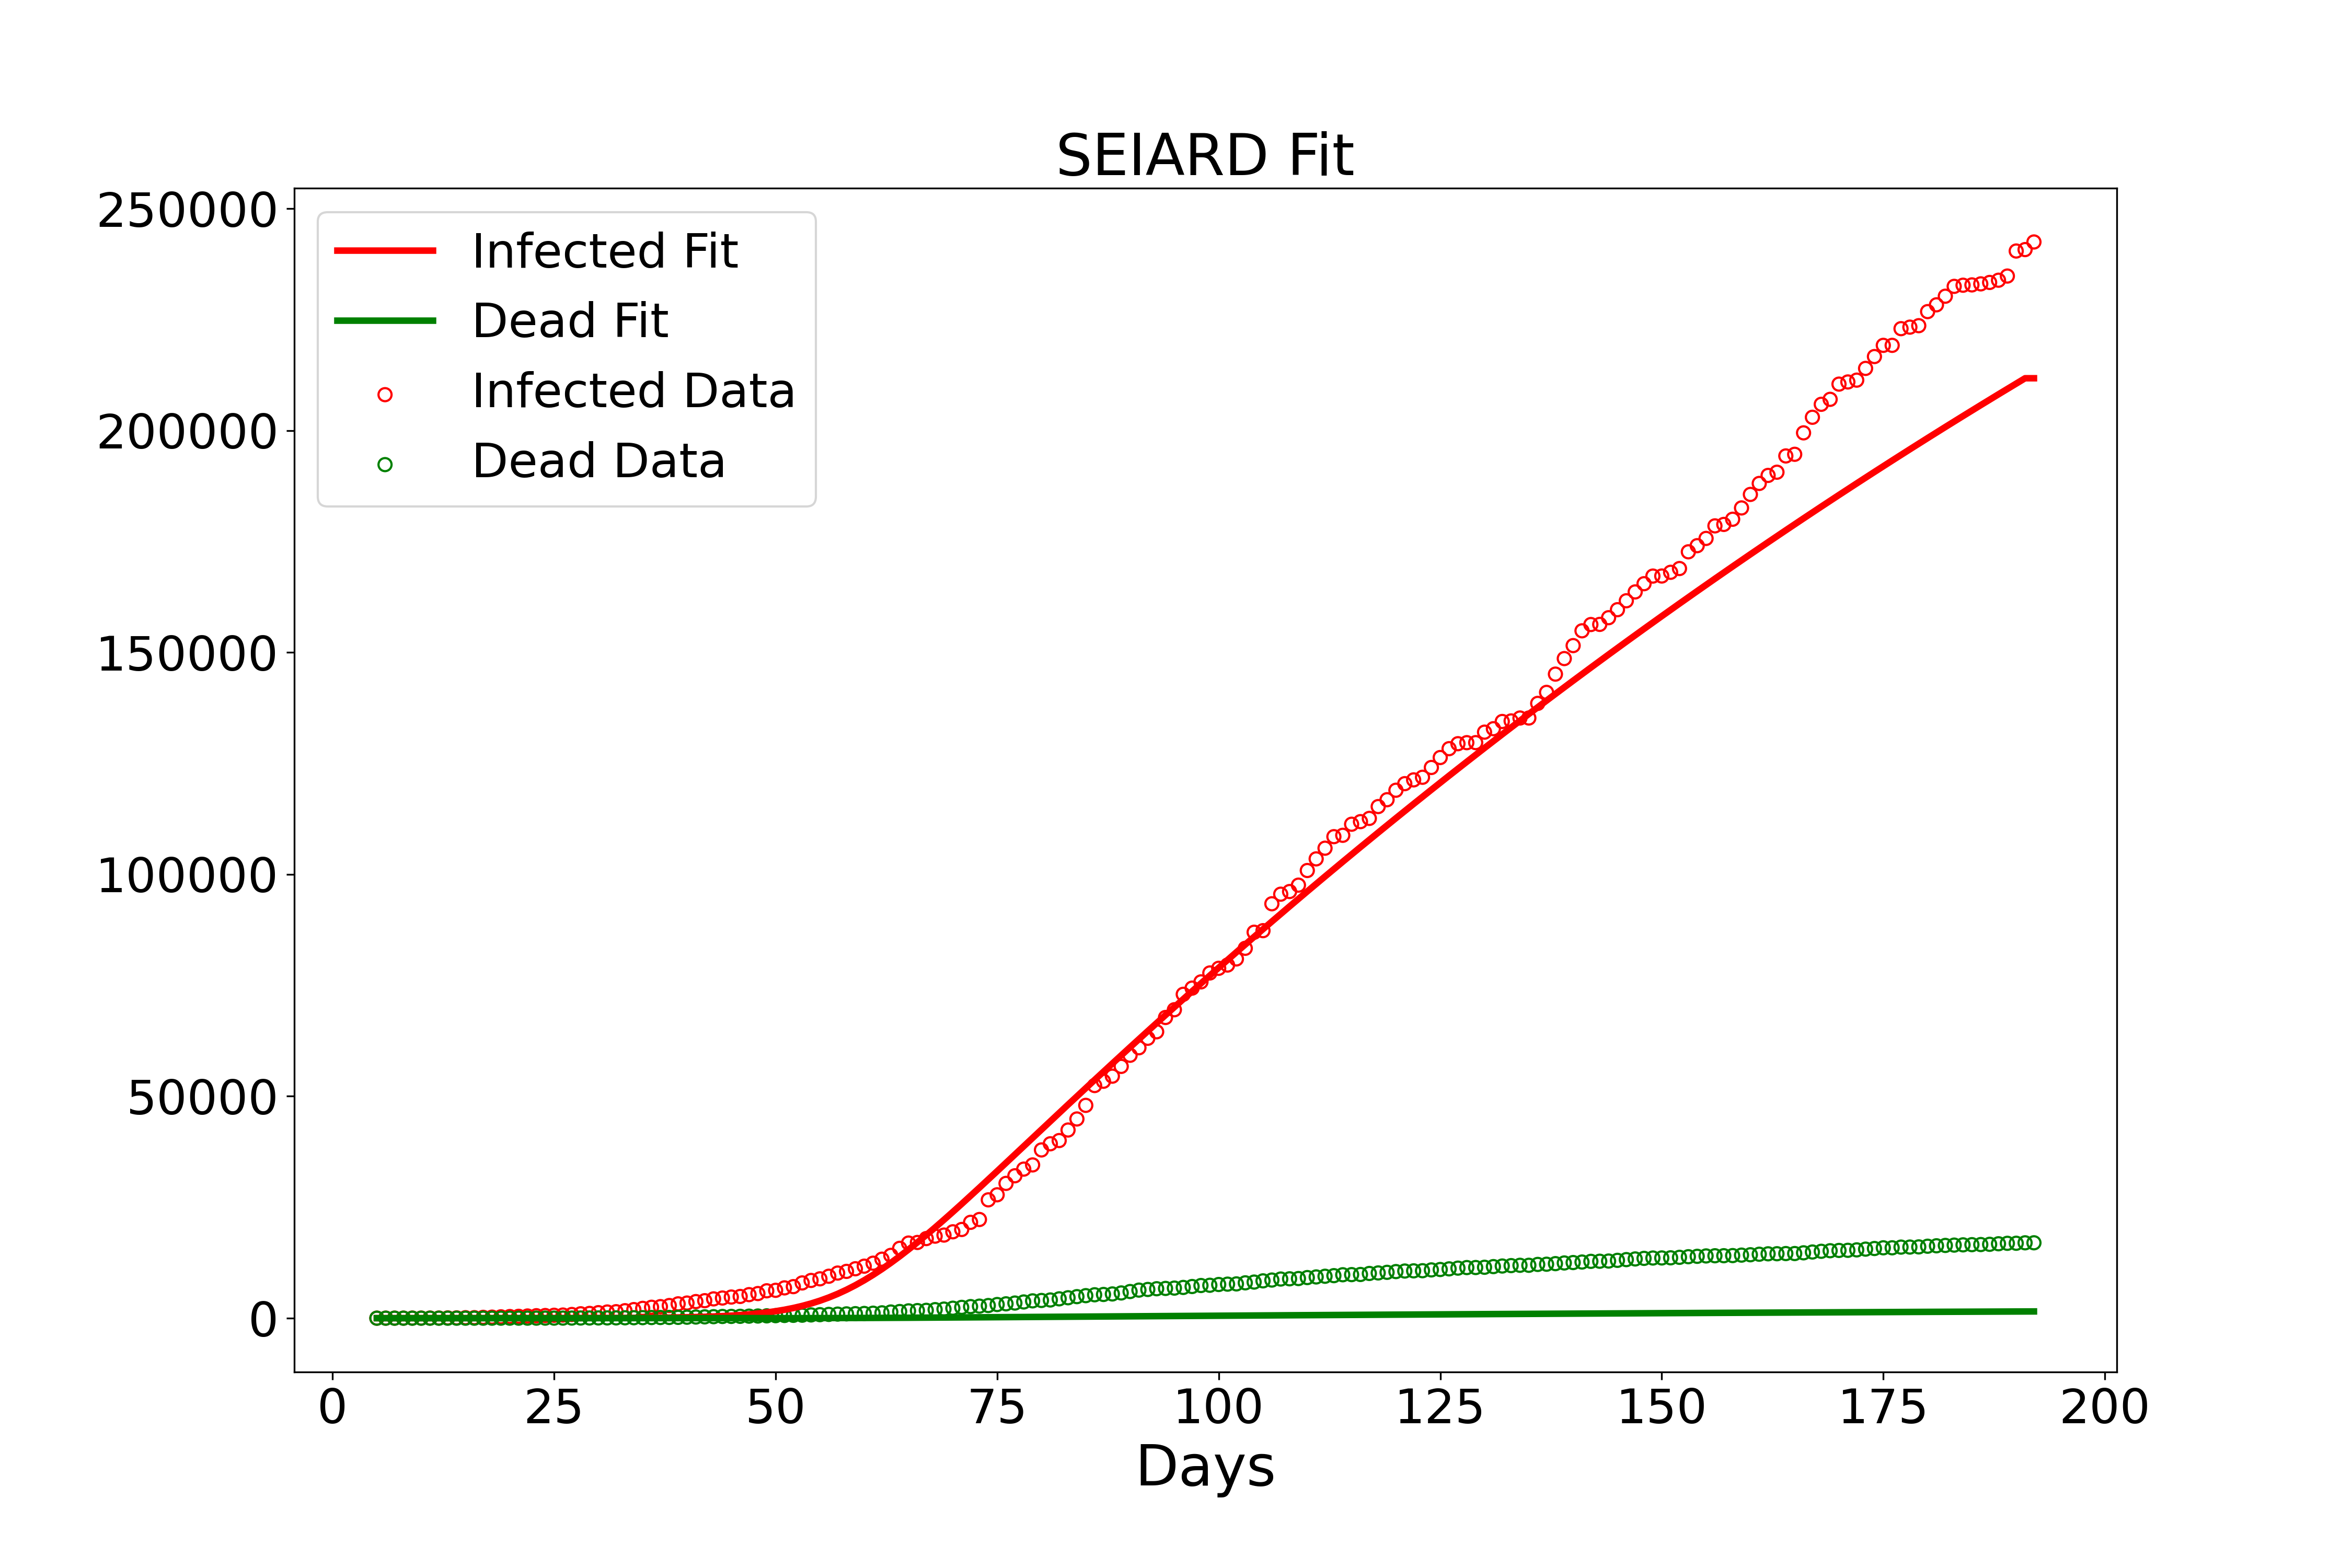 SEIARD Fit
250000
200000
150000
100000
50000
0
Infected Fit
Dead Fit
Infected Data
Dead Data
0 25 50 75 100 125 150 175 200
Days